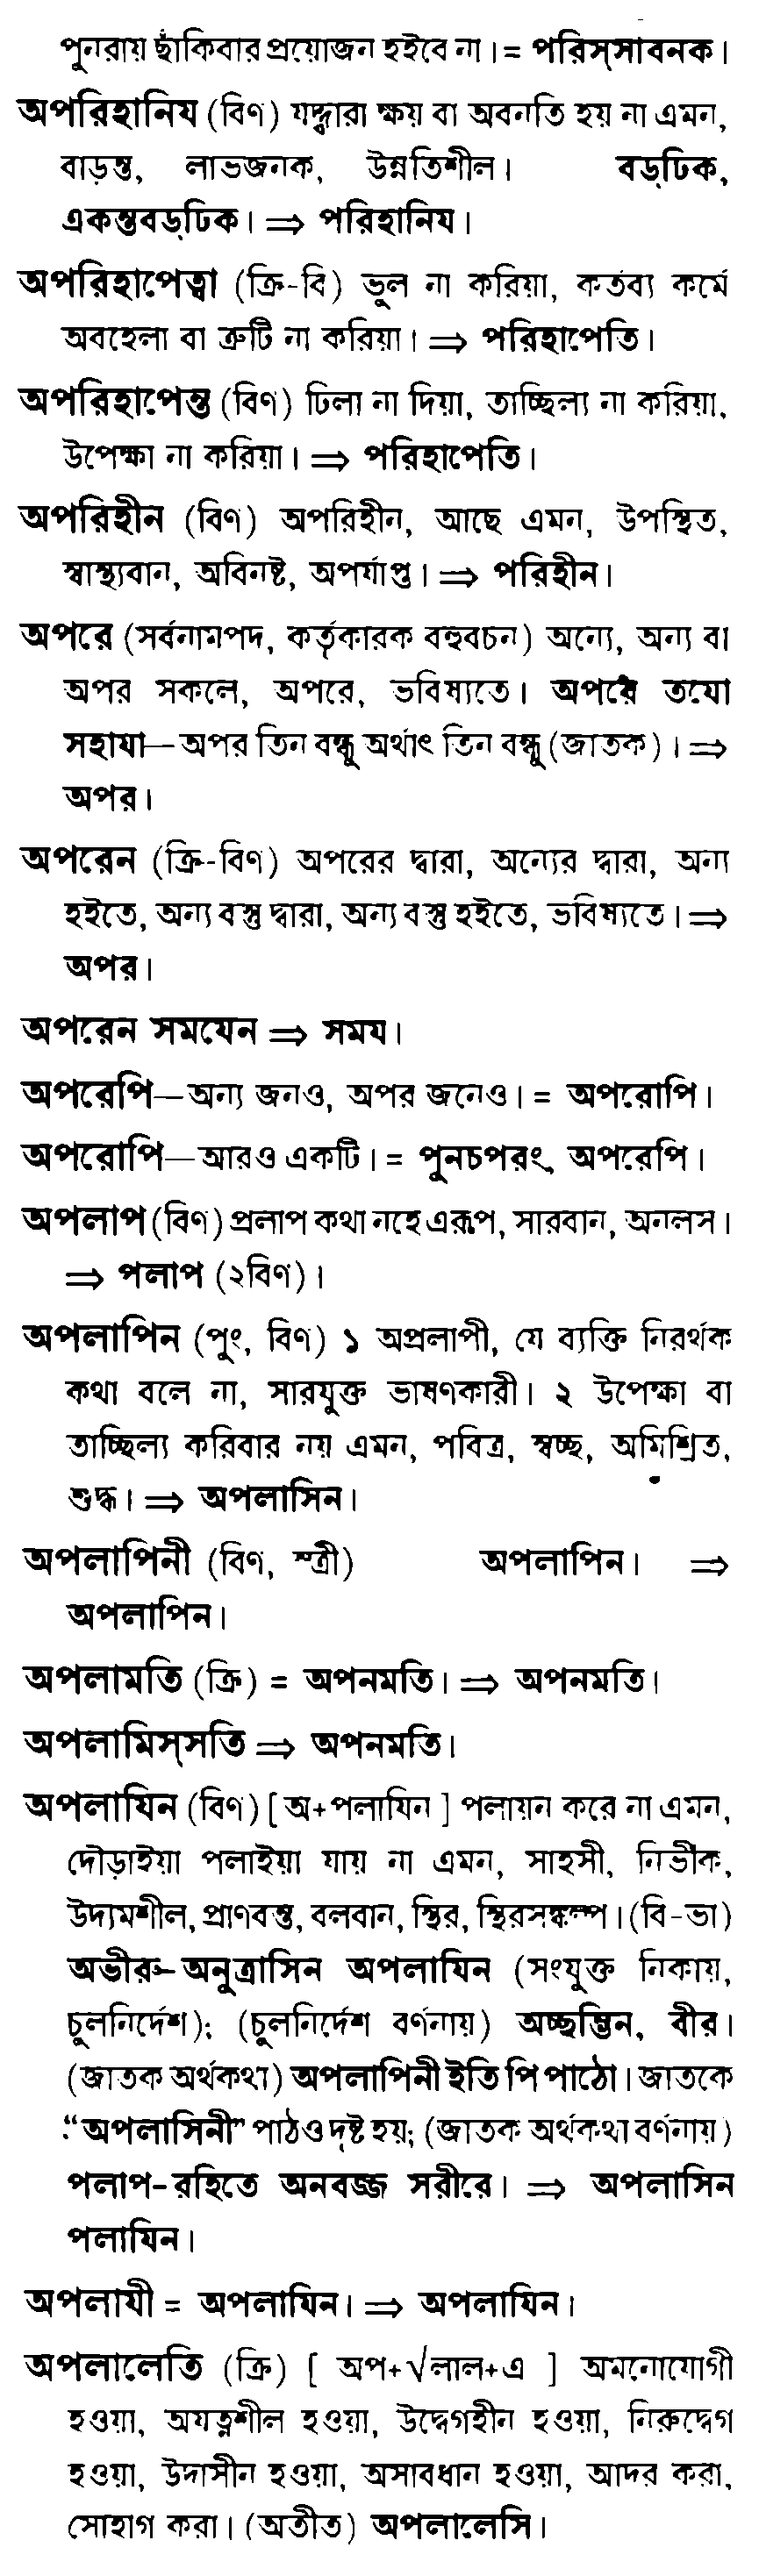 পুনরায় ছাঁকিবার প্রয়োজন হইবে না। = পরিস্সাবনক।
অপরিহানিয (বিণ) যদ্দ্বারা ক্ষয় বা অবনতি হয় না এমন,
বাড়ন্ত, লাভজনক, উন্নতিশীল। বড্‌ঢিক,
একন্তবড্‌ঢিক। ⇒ পরিহানিয।
অপরিহাপেত্বা (ক্রি-বি) ভুল না করিয়া, কর্তব্য কর্মে
অবহেলা বা ত্রুটি না করিয়া। ⇒ পরিহাপেতি।
অপরিহাপেন্ত (বিণ) ঢিলা না দিয়া, তাচ্ছিল্য না করিয়া,
উপেক্ষা না করিয়া। ⇒ পরিহাপেতি।
অপরিহীন (বিণ) অপরিহীন, আছে এমন, উপস্থিত,
স্বাস্থ্যবান, অবিনষ্ট, অপর্যাপ্ত। ⇒ পরিহীন।
অপরে (সর্বনামপদ, কর্তৃকারক বহুবচন) অন্যে, অন্য বা
অপর সকলে, অপরে, ভবিষ্যতে। অপরে তযো
সহাযা—অপর তিন বন্ধু অর্থাৎ তিন বন্ধু (জাতক)। ⇒
অপর।
অপরেন (ক্রি-বিণ) অপরের দ্বারা, অন্যের দ্বারা, অন্য
হইতে, অন্য বস্তু দ্বারা, অন্য বস্তু হইতে, ভবিষ্যতে। ⇒
অপর।
অপরেন সমযেন ⇒ সময।
অপরেপি—অন্য জনও, অপর জনেও। = অপরোপি।
অপরোপি—আরও একটি। = পুনচপরং, অপরেপি।
অপলাপ (বিণ) প্রলাপ কথা নহে এরূপ, সারবান, অনলস।
⇒ পলাপ (২বিণ)।
অপলাপিন (পুং, বিণ) ১ অপ্রলাপী, যে ব্যক্তি নিরর্থক
কথা বলে না, সারযুক্ত ভাষণকারী। ২ উপেক্ষা বা
তাচ্ছিল্য করিবার নয় এমন, পবিত্র, স্বচ্ছ, অমিশ্রিত,
শুদ্ধ। ⇒ অপলাসিন।
অপলাপিনী (বিণ, স্ত্রী) অপলাপিন। ⇒
অপলাপিন।
অপলামতি (ক্রি) = অপনমতি। ⇒ অপনমতি।
অপলামিস্সতি ⇒ অপনমতি।
অপলাযিন (বিণ) [ অ+পলাযিন ] পলায়ন করে না এমন,
দৌড়াইয়া পলাইয়া যায় না এমন, সাহসী, নির্ভীক,
উদ্যমশীল, প্রাণবন্ত, বলবান, স্থির, স্থিরসঙ্কল্প। (বি-ভা)
অভীরু–অনুত্রাসিন অপলাযিন (সংযুক্ত নিকায়,
চুলনির্দেশ); (চুলনির্দেশ বর্ণনায়) অচ্ছম্ভিন, বীর।
(জাতক অর্থকথা) অপলাপিনী ইতি পি পাঠো। জাতকে
"অপলাসিনী" পাঠও দৃষ্ট হয়; (জাতক অর্থকথা বর্ণনায়)
পলাপ-রহিতে অনবজ্জ সরীরে। ⇒ অপলাসিন
পলাযিন।
অপলাযী = অপলাযিন। ⇒ অপলাযিন।
অপলালেতি (ক্রি) [ অপ+√লাল+এ ] অমনোযোগী
হওয়া, অযত্নশীল হওয়া, উদ্বেগহীন হওয়া, নিরুদ্বেগ
হওয়া, উদাসীন হওয়া, অসাবধান হওয়া, আদর করা,
সোহাগ করা। (অতীত) অপলালেসি।